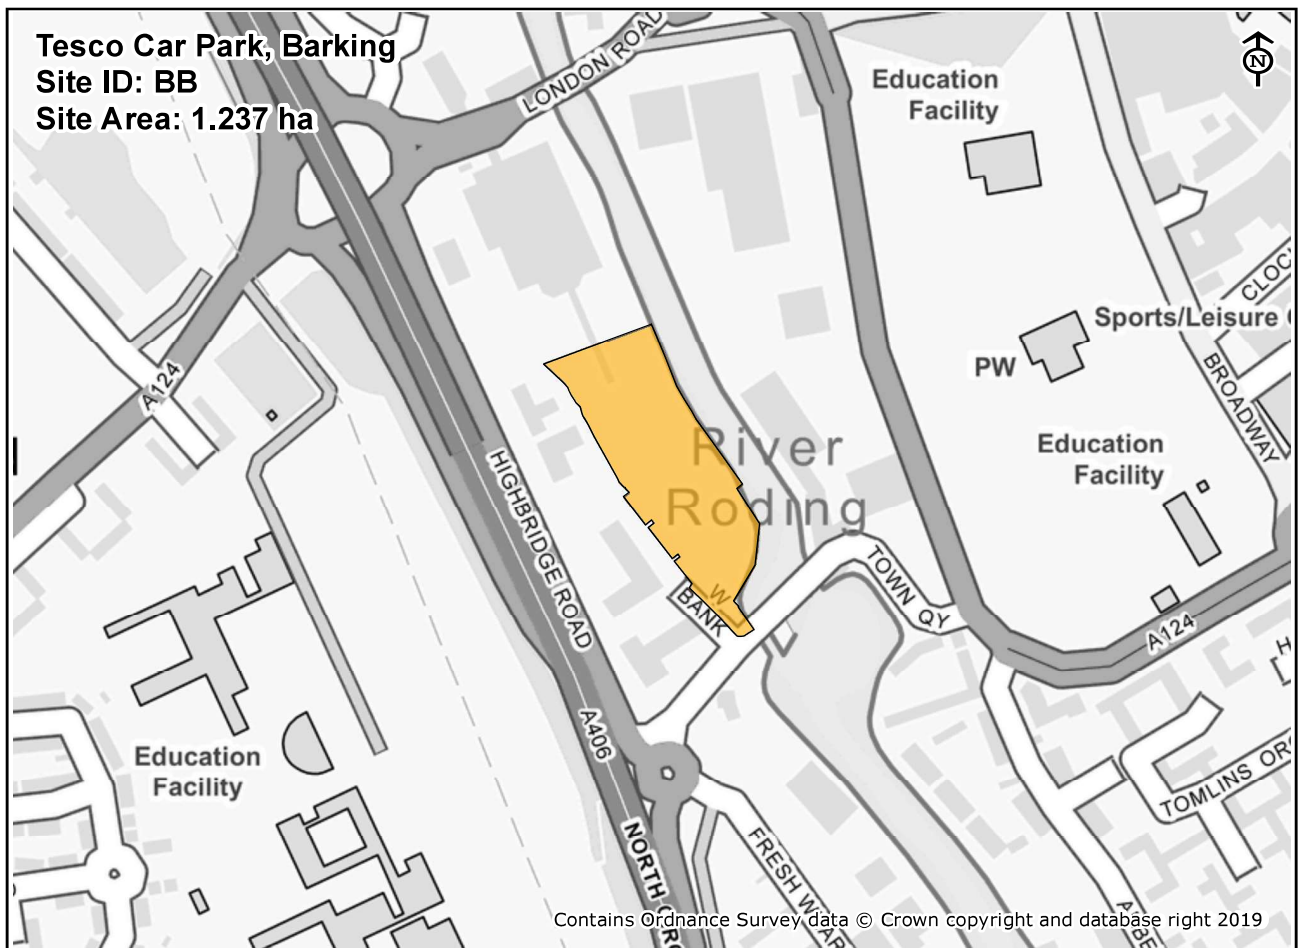 Tesco Car Park, Barking
Site ID: BB
Site Area: 1.237 ha
N
LONDON ROAD
Education
Facility
A124
Sports/Leisure
CLOC
PW
BROADWAY
River
Roding
Education
Facility
HIGHBRIDGE ROAD
W
BANK
TOWN QY
A124
H
A406
Education
Facility
TOMLINS OR
NORTH
FRESH
Contains Ordnance Survey data © Crown copyright and database right 2019